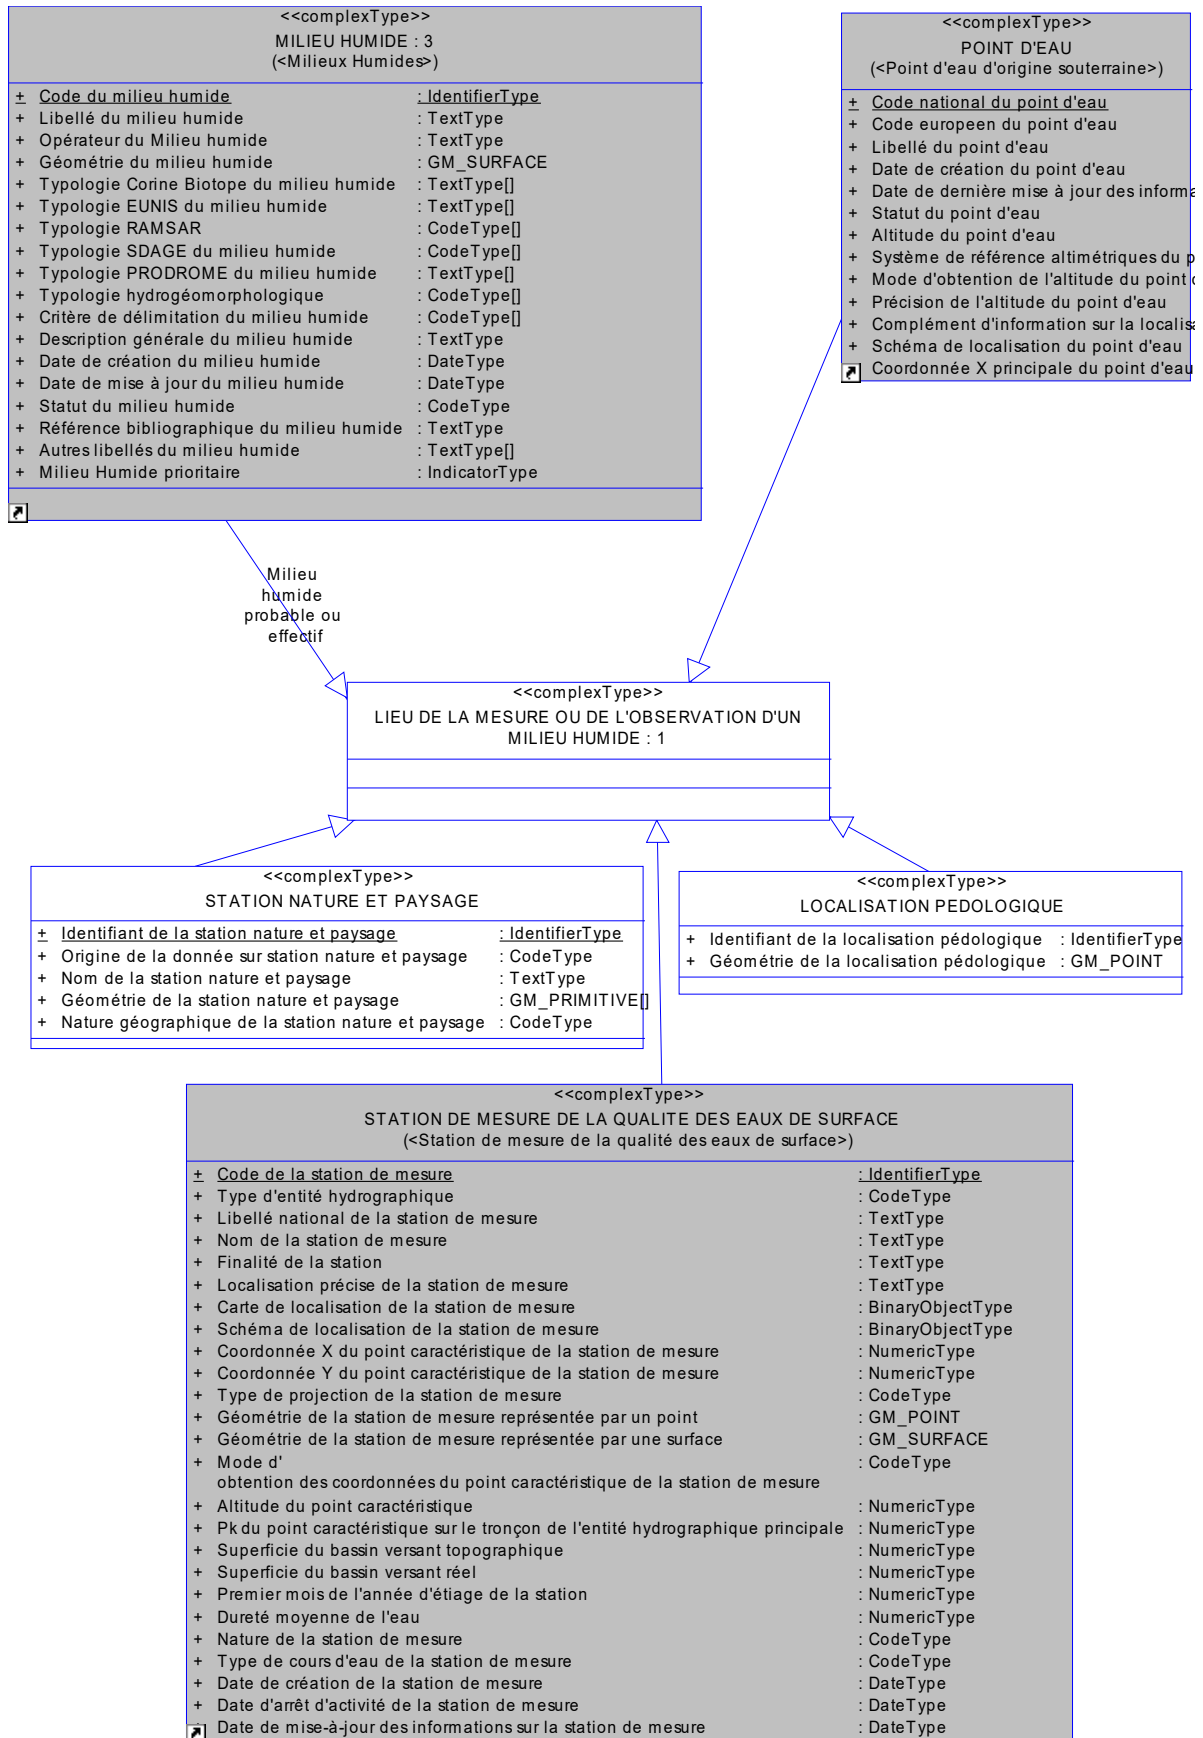 <<complexType>>
MILIEU HUMIDE : 3
(<Milieux Humides>)
+ Code du milieu humide : IdentifierType
+ Libellé du milieu humide : TextType
+ Opérateur du Milieu humide : TextType
+ Géométrie du milieu humide : GM_SURFACE
+ Typologie Corine Biotope du milieu humide : TextType[]
+ Typologie EUNIS du milieu humide : TextType[]
+ Typologie RAMSAR : CodeType[]
+ Typologie SDAGE du milieu humide : CodeType[]
+ Typologie PRODROME du milieu humide : TextType[]
+ Typologie hydrogéomorphologique : CodeType[]
+ Critère de délimitation du milieu humide : CodeType[]
+ Description générale du milieu humide : TextType
+ Date de création du milieu humide : DateType
+ Date de mise à jour du milieu humide : DateType
+ Statut du milieu humide : CodeType
+ Référence bibliographique du milieu humide : TextType
+ Autres libellés du milieu humide : TextType[]
+ Milieu Humide prioritaire : IndicatorType
<<complexType>>
POINT D'EAU
(<Point d'eau d'origine souterraine>)
+ Code national du point d'eau
+ Code europeen du point d'eau
+ Libellé du point d'eau
+ Date de création du point d'eau
+ Date de dernière mise à jour des informa
+ Statut du point d'eau
+ Altitude du point d'eau
+ Système de référence altimétriques du p
+ Mode d'obtention de l'altitude du point d
+ Précision de l'altitude du point d'eau
+ Complément d'information sur la localisa
+ Schéma de localisation du point d'eau
Coordonnée X principale du point d'eau
Milieu
humide
probable ou
effectif
<<complexType>>
LIEU DE LA MESURE OU DE L'OBSERVATION D'UN
MILIEU HUMIDE : 1
<<complexType>>
STATION NATURE ET PAYSAGE
+ Identifiant de la station nature et paysage : IdentifierType
+ Origine de la donnée sur station nature et paysage : CodeType
+ Nom de la station nature et paysage : TextType
+ Géométrie de la station nature et paysage : GM_PRIMITIVE[]
+ Nature géographique de la station nature et paysage : CodeType
<<complexType>>
LOCALISATION PEDOLOGIQUE
+ Identifiant de la localisation pédologique : IdentifierType
+ Géométrie de la localisation pédologique : GM_POINT
<<complexType>>
STATION DE MESURE DE LA QUALITE DES EAUX DE SURFACE
(<Station de mesure de la qualité des eaux de surface>)
+ Code de la station de mesure : IdentifierType
+ Type d'entité hydrographique : CodeType
+ Libellé national de la station de mesure : TextType
+ Nom de la station de mesure : TextType
+ Finalité de la station : TextType
+ Localisation précise de la station de mesure : TextType
+ Carte de localisation de la station de mesure : BinaryObjectType
+ Schéma de localisation de la station de mesure : BinaryObjectType
+ Coordonnée X du point caractéristique de la station de mesure : NumericType
+ Coordonnée Y du point caractéristique de la station de mesure : NumericType
+ Type de projection de la station de mesure : CodeType
+ Géométrie de la station de mesure représentée par un point : GM_POINT
+ Géométrie de la station de mesure représentée par une surface : GM_SURFACE
+ Mode d' : CodeType
obtention des coordonnées du point caractéristique de la station de mesure
+ Altitude du point caractéristique : NumericType
+ Pk du point caractéristique sur le tronçon de l'entité hydrographique principale : NumericType
+ Superficie du bassin versant topographique : NumericType
+ Superficie du bassin versant réel : NumericType
+ Premier mois de l'année d'étiage de la station : NumericType
+ Dureté moyenne de l'eau : NumericType
+ Nature de la station de mesure : CodeType
+ Type de cours d'eau de la station de mesure : CodeType
+ Date de création de la station de mesure : DateType
+ Date d'arrêt d'activité de la station de mesure : DateType
+ Date de mise-à-jour des informations sur la station de mesure : DateType